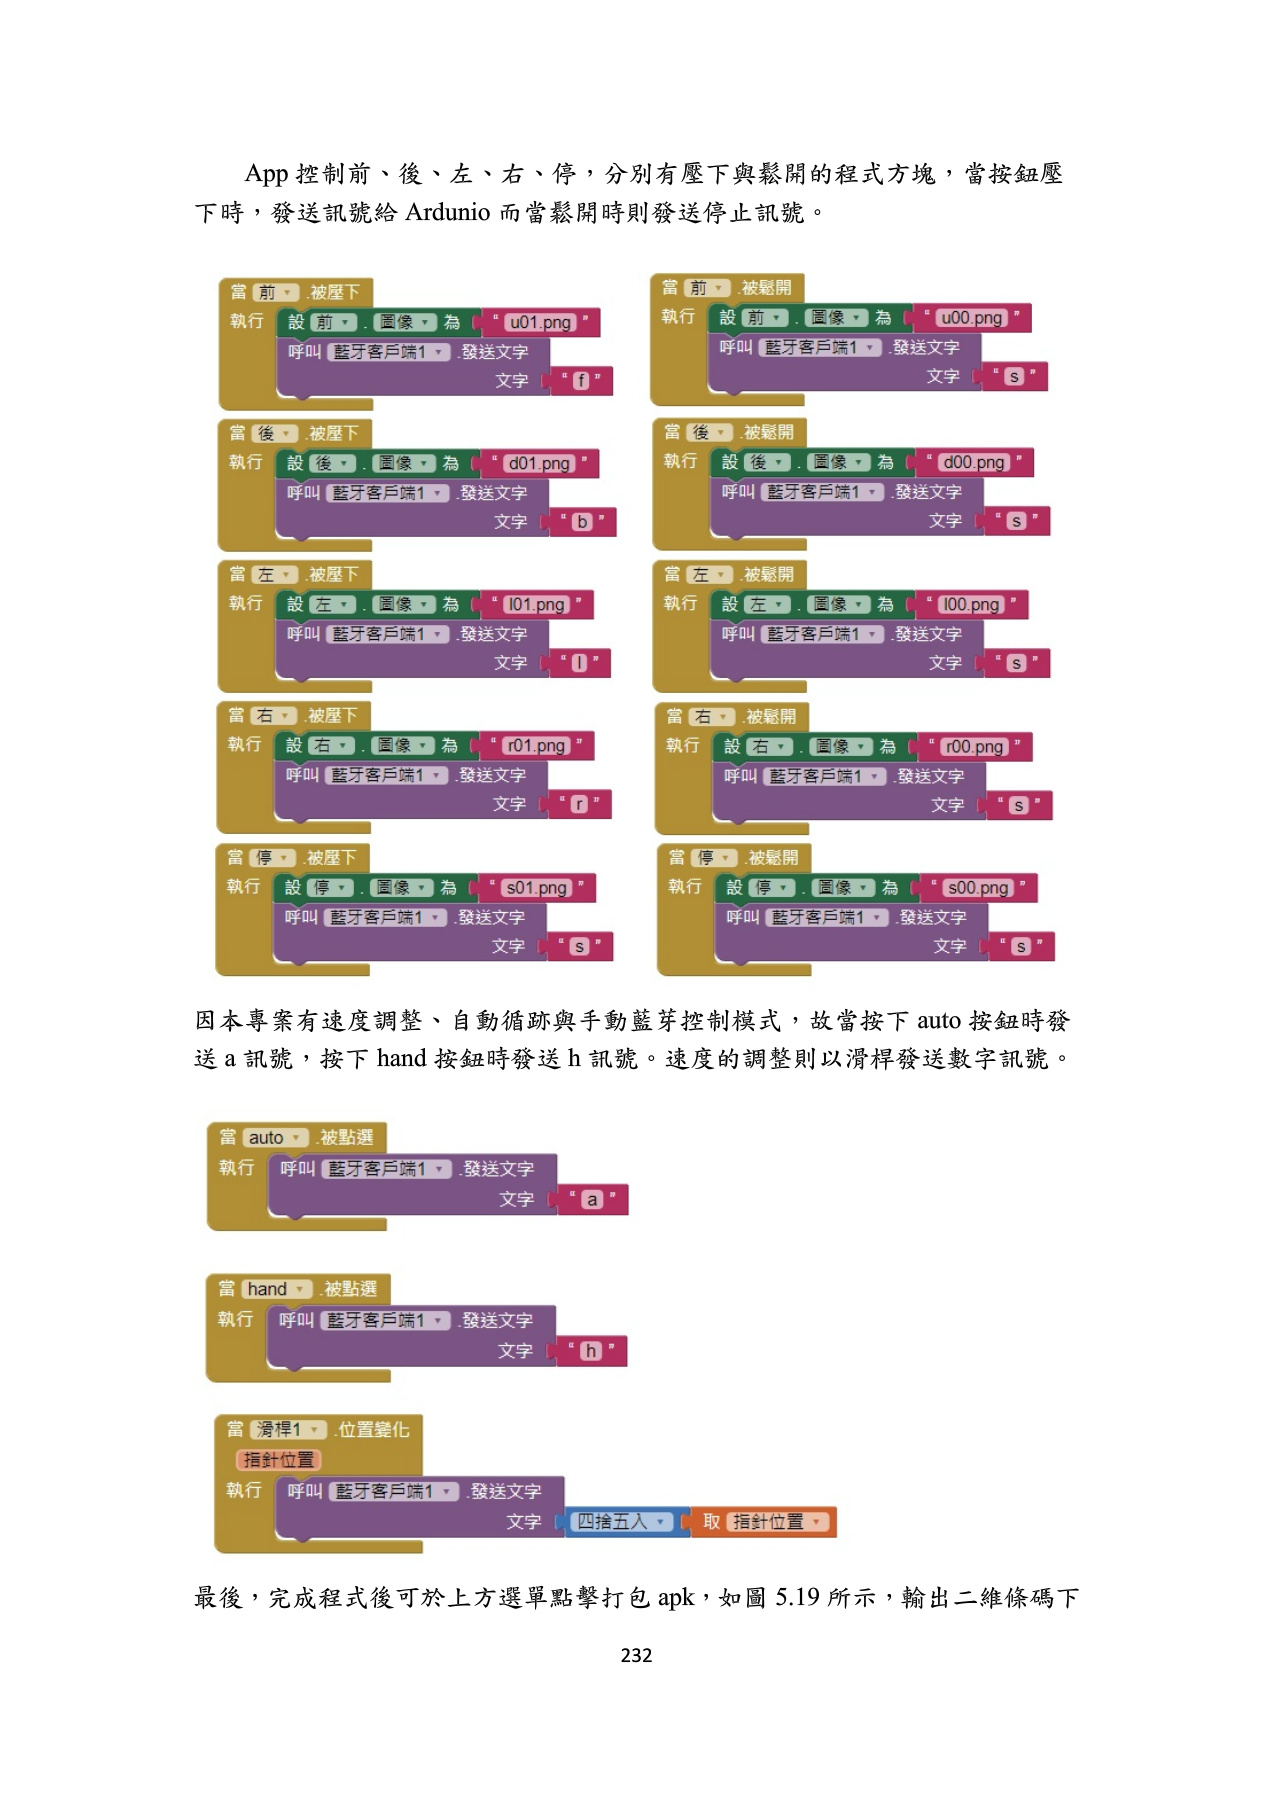 App 控制前、後、左、右、停，分別有壓下與鬆開的程式方塊，當按鈕壓
下時，發送訊號給 Ardunio 而當鬆開時則發送停止訊號。
當 前 .被壓下
執行 設 前 . 圖像 為 “ u01.png ”
呼叫 藍牙客戶端1 .發送文字
文字 “ f ”
當 前 .被鬆開
執行 設 前 . 圖像 為 “ u00.png ”
呼叫 藍牙客戶端1 .發送文字
文字 “ s ”
當 後 .被壓下
執行 設 後 . 圖像 為 “ d01.png ”
呼叫 藍牙客戶端1 .發送文字
文字 “ b ”
當 後 .被鬆開
執行 設 後 . 圖像 為 “ d00.png ”
呼叫 藍牙客戶端1 .發送文字
文字 “ s ”
當 左 .被壓下
執行 設 左 . 圖像 為 “ l01.png ”
呼叫 藍牙客戶端1 .發送文字
文字 “ l ”
當 左 .被鬆開
執行 設 左 . 圖像 為 “ l00.png ”
呼叫 藍牙客戶端1 .發送文字
文字 “ s ”
當 右 .被壓下
執行 設 右 . 圖像 為 “ r01.png ”
呼叫 藍牙客戶端1 .發送文字
文字 “ r ”
當 右 .被鬆開
執行 設 右 . 圖像 為 “ r00.png ”
呼叫 藍牙客戶端1 .發送文字
文字 “ s ”
當 停 .被壓下
執行 設 停 . 圖像 為 “ s01.png ”
呼叫 藍牙客戶端1 .發送文字
文字 “ s ”
當 停 .被鬆開
執行 設 停 . 圖像 為 “ s00.png ”
呼叫 藍牙客戶端1 .發送文字
文字 “ s ”
因本專案有速度調整、自動循跡與手動藍芽控制模式，故當按下 auto 按鈕時發
送 a 訊號，按下 hand 按鈕時發送 h 訊號。速度的調整則以滑桿發送數字訊號。
當 auto .被點選
執行 呼叫 藍牙客戶端1 .發送文字
文字 “ a ”
當 hand .被點選
執行 呼叫 藍牙客戶端1 .發送文字
文字 “ h ”
當 滑桿1 .位置變化
指針位置
執行 呼叫 藍牙客戶端1 .發送文字
文字 四捨五入 取 指針位置
最後，完成程式後可於上方選單點擊打包 apk，如圖 5.19 所示，輸出二維條碼下
232